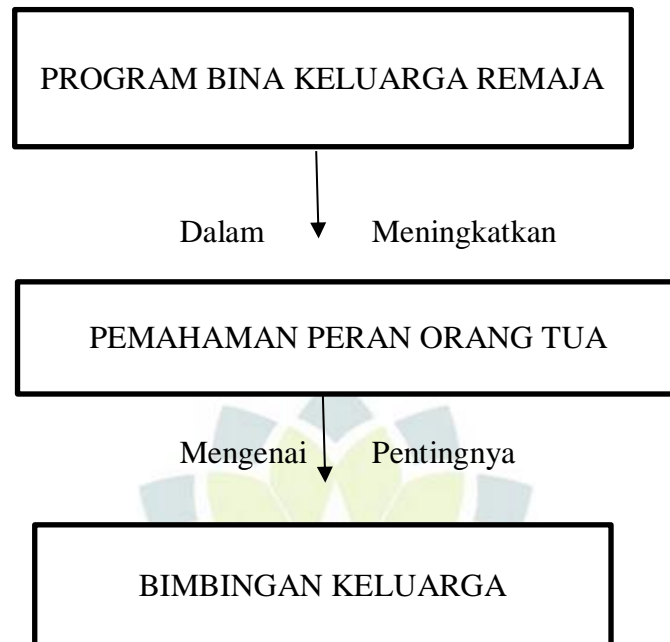 PROGRAM BINA KELUARGA REMAJA
Dalam Meningkatkan
PEMAHAMAN PERAN ORANG TUA
Mengenai Pentingnya
BIMBINGAN KELUARGA